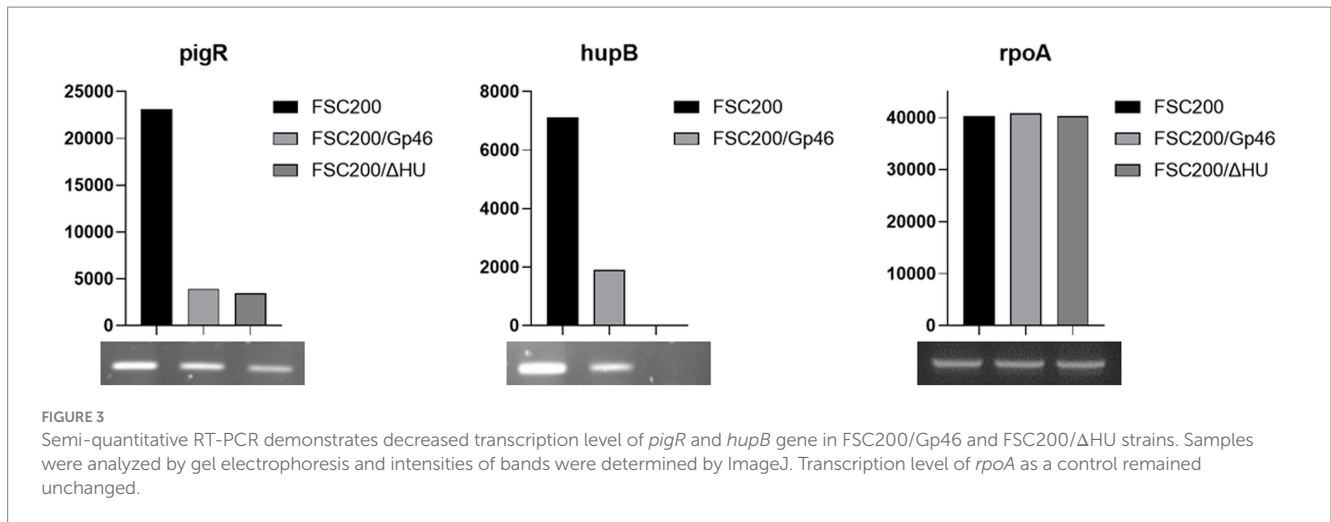 pigR
25000
20000
15000
10000
5000
0
FSC200
FSC200/Gp46
FSC200/ΔHU
hupB
8000
6000
4000
2000
0
FSC200
FSC200/Gp46
rpoA
40000
30000
20000
10000
0
FSC200
FSC200/Gp46
FSC200/ΔHU
FIGURE 3
Semi-quantitative RT-PCR demonstrates decreased transcription level of pigR and hupB gene in FSC200/Gp46 and FSC200/ΔHU strains. Samples
were analyzed by gel electrophoresis and intensities of bands were determined by ImageJ. Transcription level of rpoA as a control remained
unchanged.